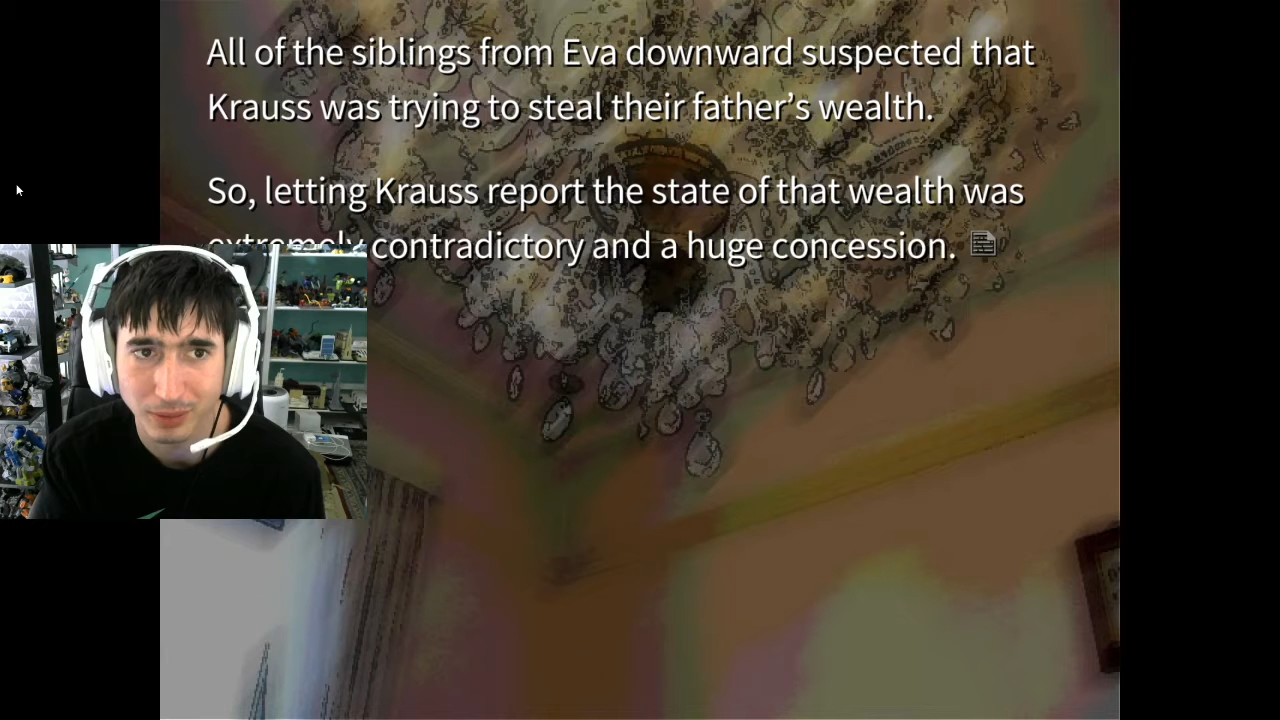 All of the siblings from Eva downward suspected that
Krauss was trying to steal their father’s wealth.
So, letting Krauss report the state of that wealth was
extremely contradictory and a huge concession.